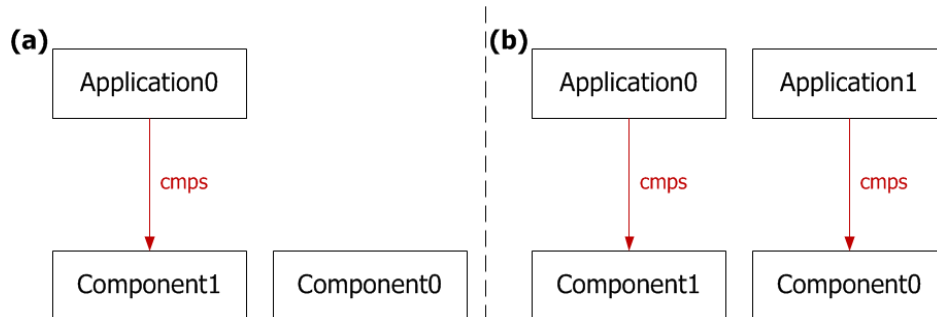 (a)
Application0
cmps
Component1
Component0
(b)
Application0
Application1
cmps
cmps
Component1
Component0